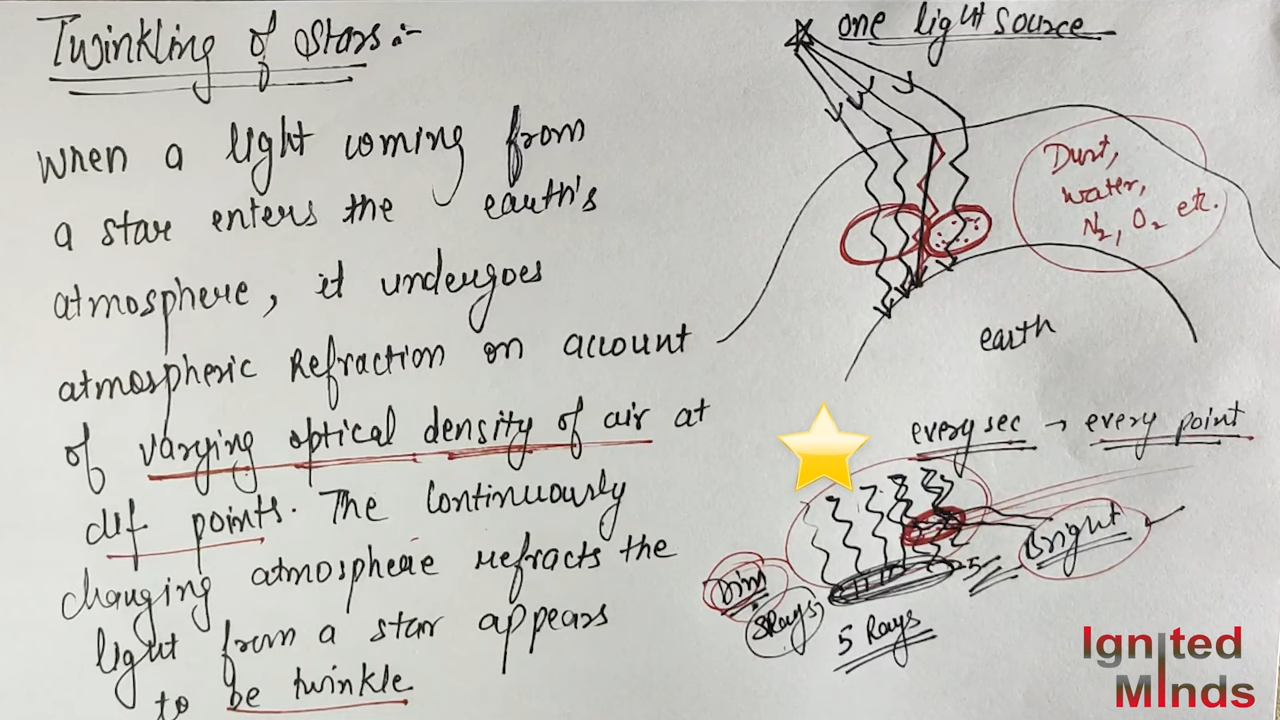 Twinkling of Stars :-
When a light coming from
a star enters the earth's
atmosphere, it undergoes
atmospheric Refraction on account
of varying optical density of air at
dif points. The continuously
changing atmosphere refracts the
light from a star appears
to be twinkle
one light source
Dust,
water,
N₂, O₂ etc.
earth
every sec → every point
Bright
Dim
5
3Rays
5 Rays
Ignited
Minds